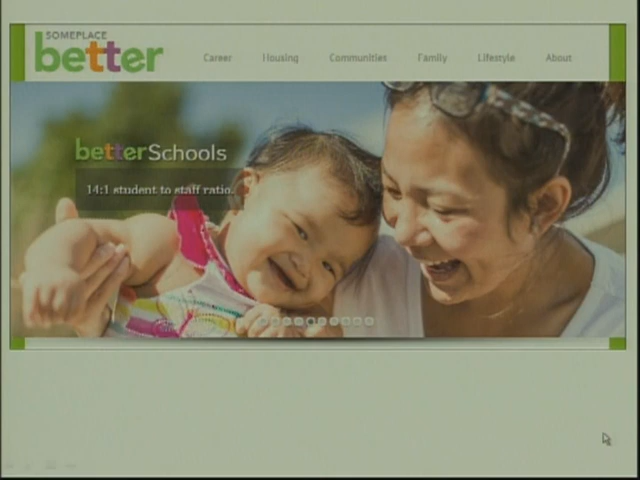 SOMEPLACE
better
Career Housing Communities Family Lifestyle About
betterSchools
14:1 student to staff ratio.